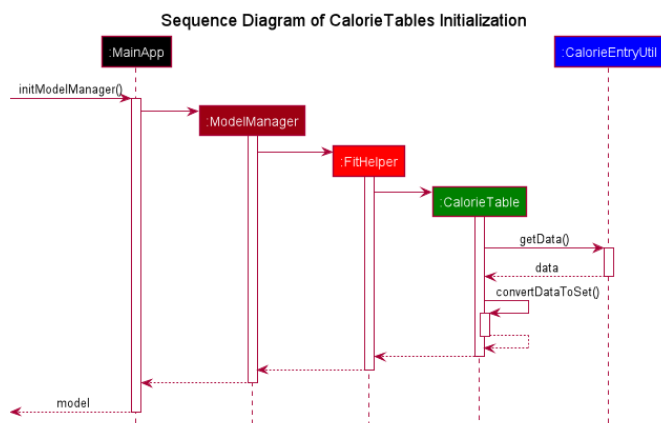 Sequence Diagram of CalorieTables Initialization
:MainApp
:CalorieEntryUtil
initModelManager()
:ModelManager
:FitHelper
:CalorieTable
getData()
data
convertDataToSet()
model